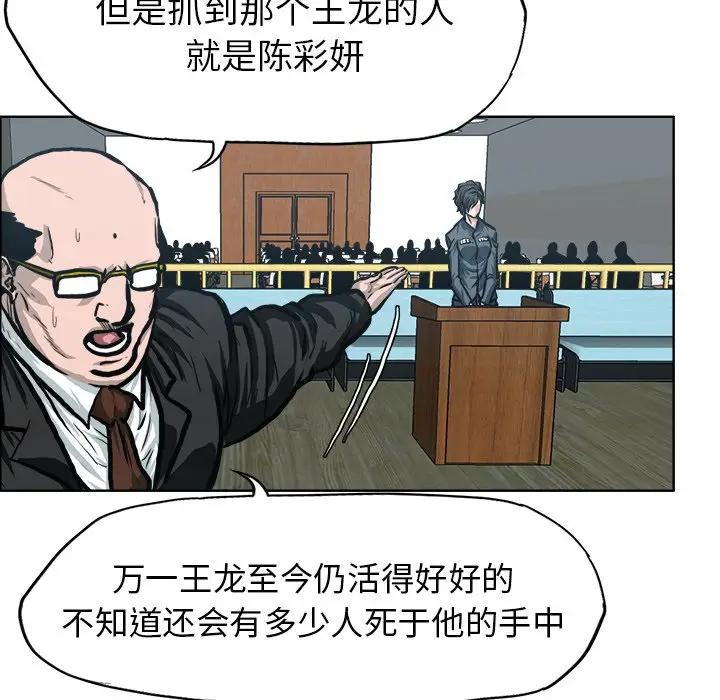 但是抓到那个王龙的人
就是陈彩妍
万一王龙至今仍活得好好的
不知道还会有多少人死于他的手中